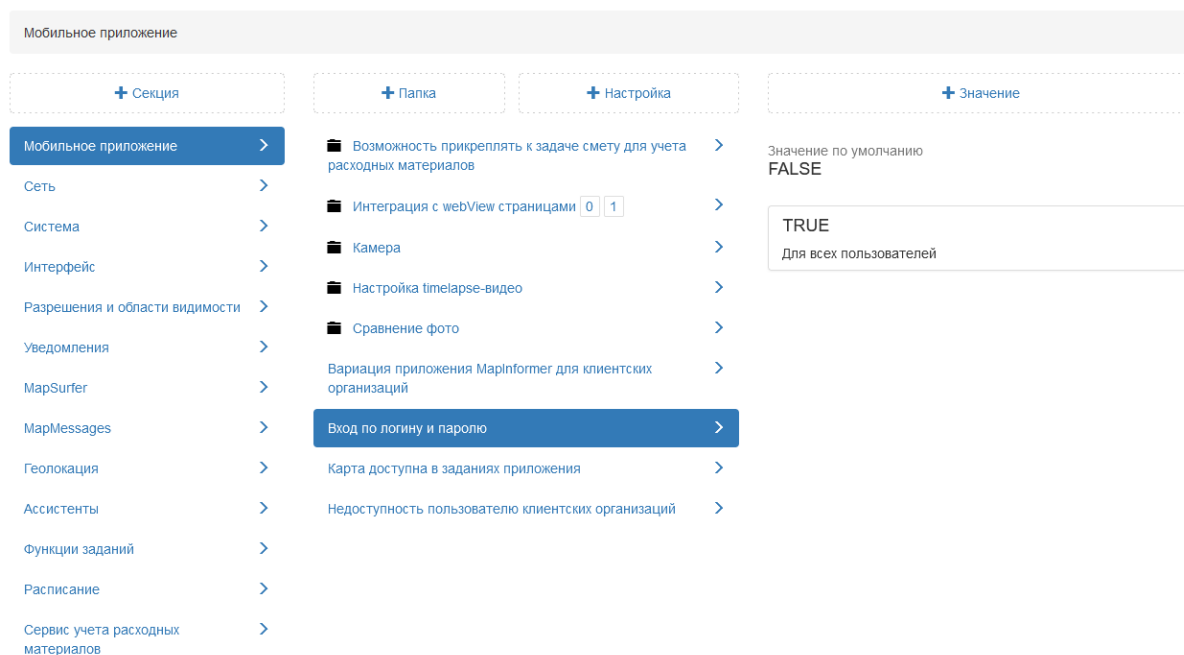 Мобильное приложение
Секция
Папка
Настройка
Значение
Мобильное приложение
Сеть
Система
Интерфейс
Разрешения и области видимости
Уведомления
MapSurfer
MapMessages
Геолокация
Ассистенты
Функции заданий
Расписание
Сервис учета расходных
материалов
Возможность прикреплять к задаче смету для учета
расходных материалов
Интеграция с webView страницами 0 1
Камера
Настройка timelapse-видео
Сравнение фото
Вариация приложения MapInformer для клиентских
организаций
Вход по логину и паролю
Карта доступна в заданиях приложения
Недоступность пользователю клиентских организаций
Значение по умолчанию
FALSE
TRUE
Для всех пользователей